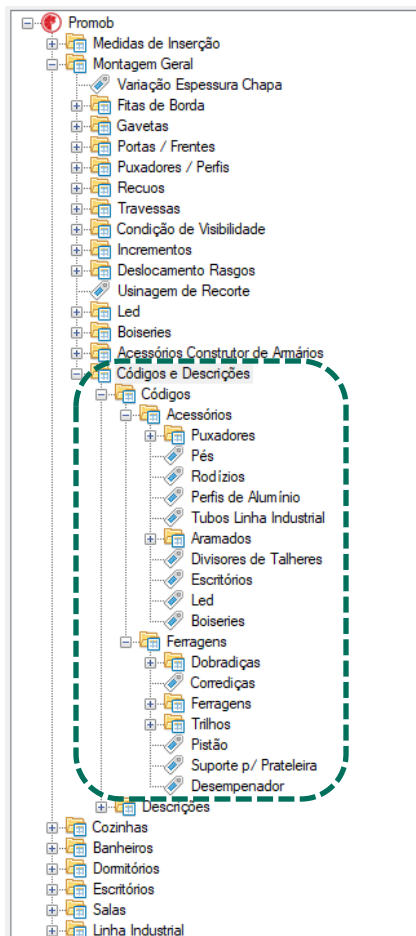 Promob
Medidas de Inserção
Montagem Geral
Variação Espessura Chapa
Fitas de Borda
Gavetas
Portas / Frentes
Puxadores / Perfis
Recuos
Travessas
Condição de Visibilidade
Incrementos
Deslocamento Rasgos
Usinagem de Recorte
Led
Boiseries
Acessórios Construtor de Armários
Códigos e Descrições
Códigos
Acessórios
Puxadores
Pés
Rodízios
Perfis de Alumínio
Tubos Linha Industrial
Aramados
Divisores de Talheres
Escritórios
Led
Boiseries
Ferragens
Dobradiças
Corrediças
Ferragens
Trilhos
Pistão
Suporte p/ Prateleira
Desempenador
Descrições
Cozinhas
Banheiros
Dormitórios
Escritórios
Salas
Linha Industrial